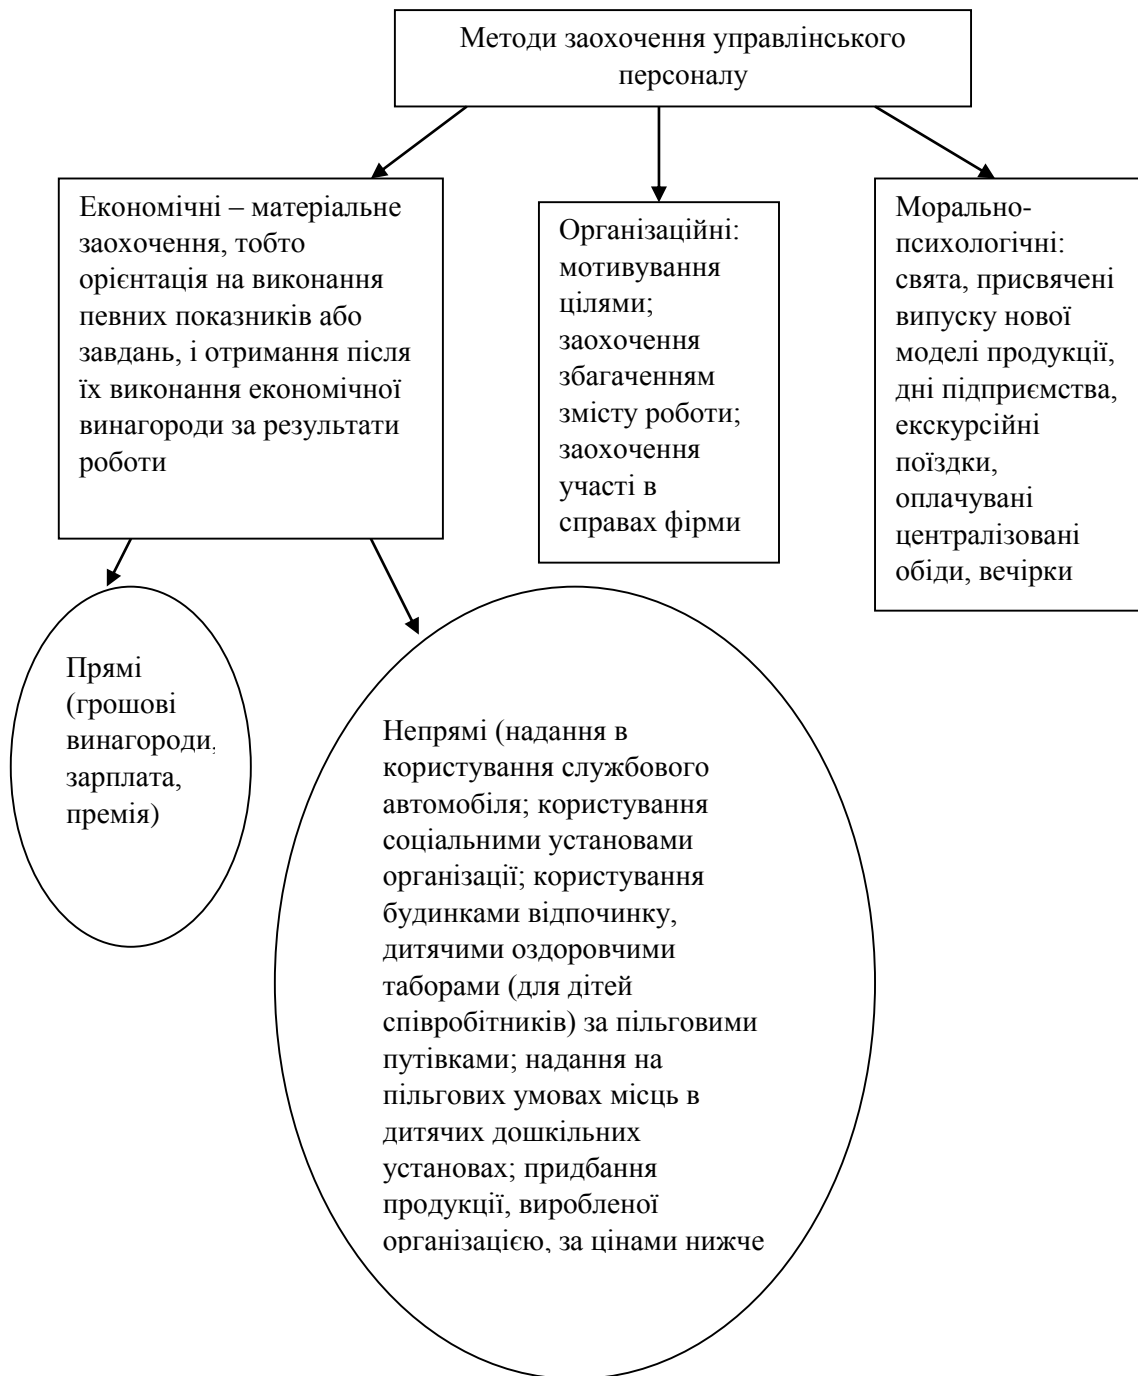 Методи заохочення управлінського
персоналу
Економічні – матеріальне
заохочення, тобто
орієнтація на виконання
певних показників або
завдань, і отримання після
їх виконання економічної
винагороди за результати
роботи
Організаційні:
мотивування
цілями;
заохочення
збагаченням
змісту роботи;
заохочення
участі в
справах фірми
Морально-
психологічні:
свята, присвячені
випуску нової
моделі продукції,
дні підприємства,
екскурсійні
поїздки,
оплачувані
централізовані
обіди, вечірки
Прямі
(грошові
винагороди,
зарплата,
премія)
Непрямі (надання в
користування службового
автомобіля; користування
соціальними установами
організації; користування
будинками відпочинку,
дитячими оздоровчими
таборами (для дітей
співробітників) за пільговими
путівками; надання на
пільгових умовах місць в
дитячих дошкільних
установах; придбання
продукції, виробленої
організацією, за цінами нижче